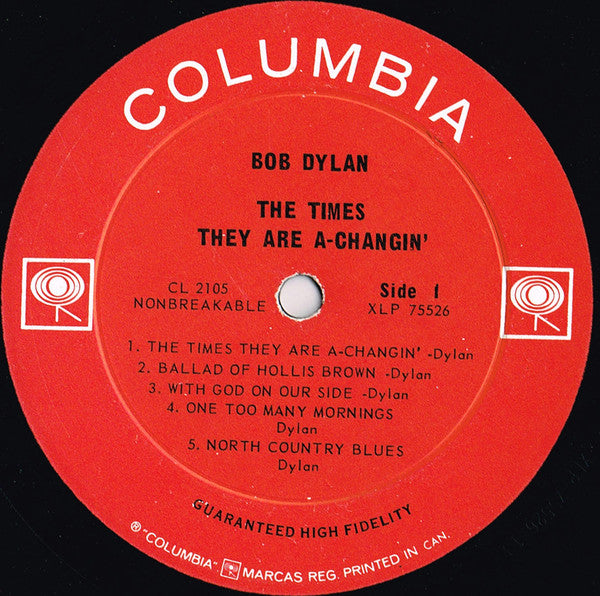 COLUMBIA
BOB DYLAN
THE TIMES
THEY ARE A-CHANGIN'
CL 2105
NONBREAKABLE
Side 1
XLP 75526
1. THE TIMES THEY ARE A-CHANGIN' -Dylan
2. BALLAD OF HOLLIS BROWN -Dylan
3. WITH GOD ON OUR SIDE -Dylan
4. ONE TOO MANY MORNINGS
Dylan
5. NORTH COUNTRY BLUES
Dylan
GUARANTEED HIGH FIDELITY
® "COLUMBIA" MARCAS REG. PRINTED IN CAN.